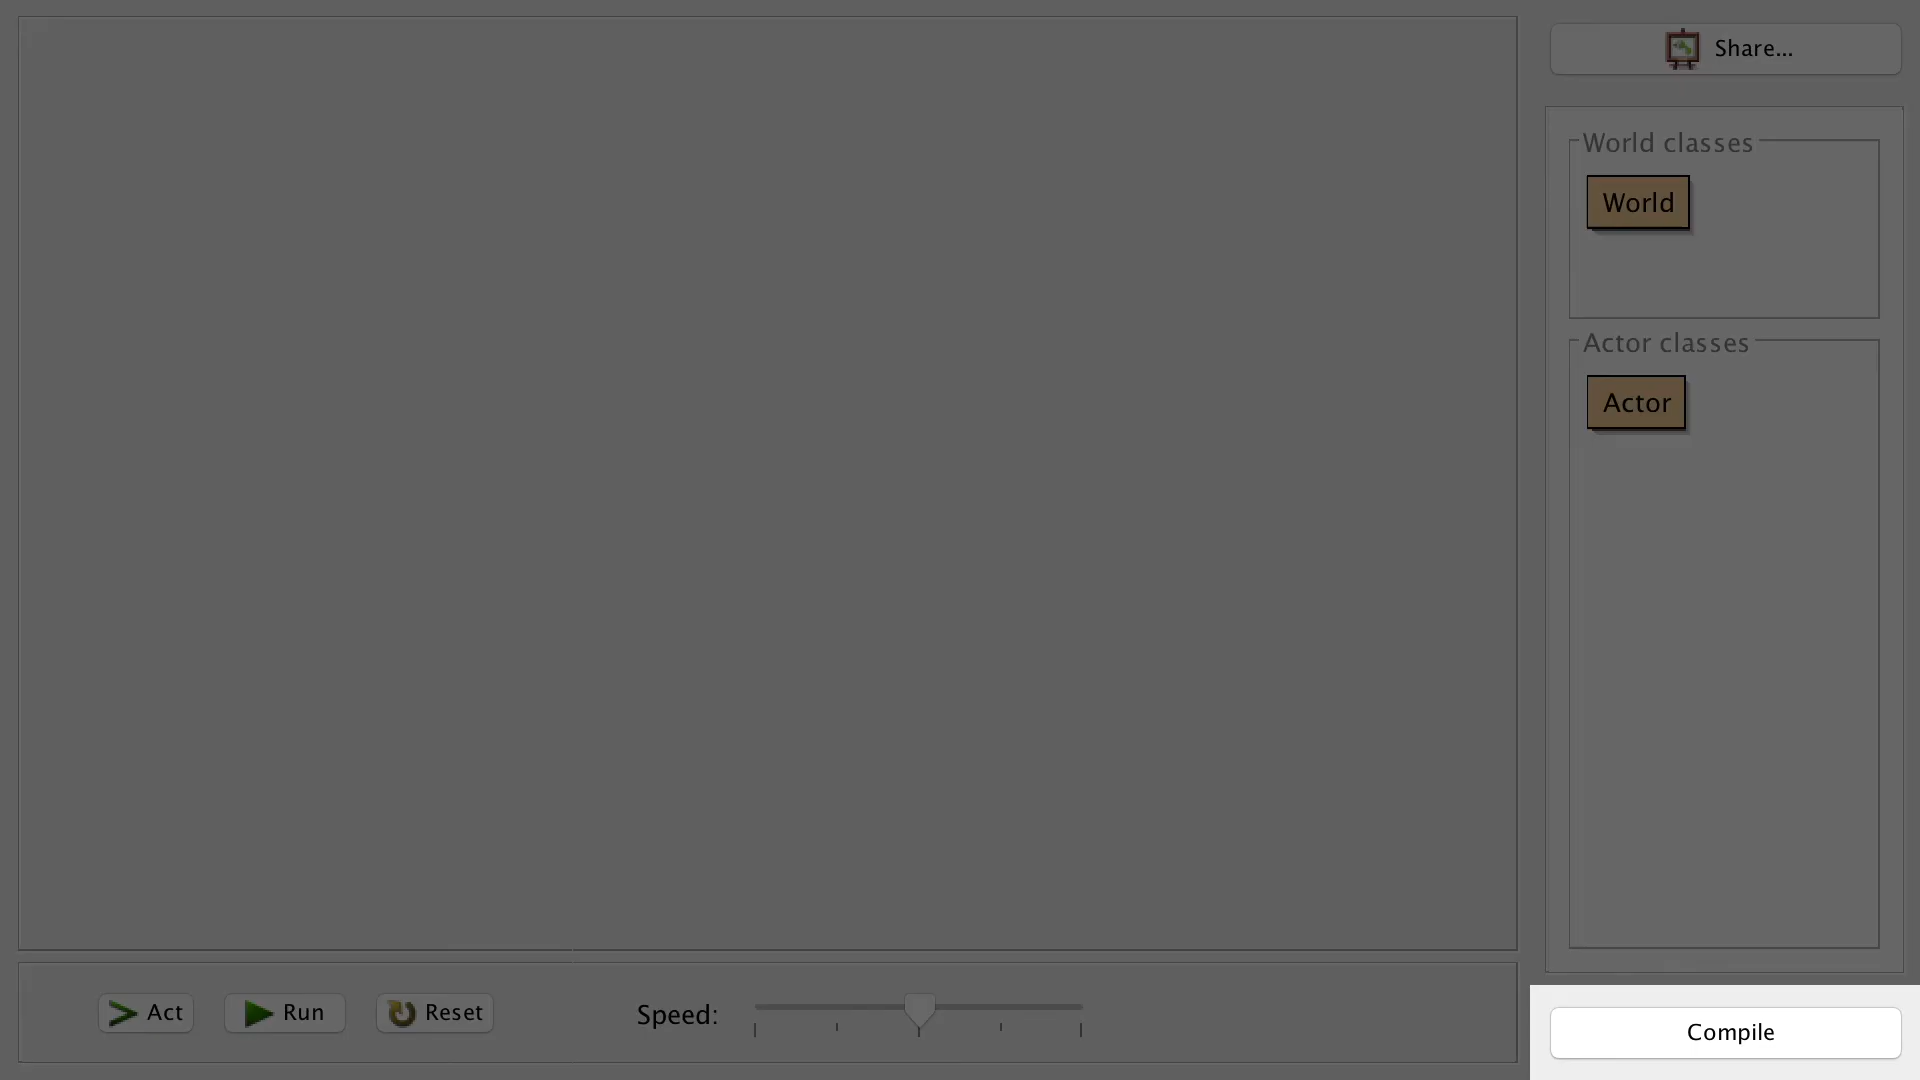 Share...
World classes
World
Actor classes
Actor
Act
Run
Reset
Speed:
Compile